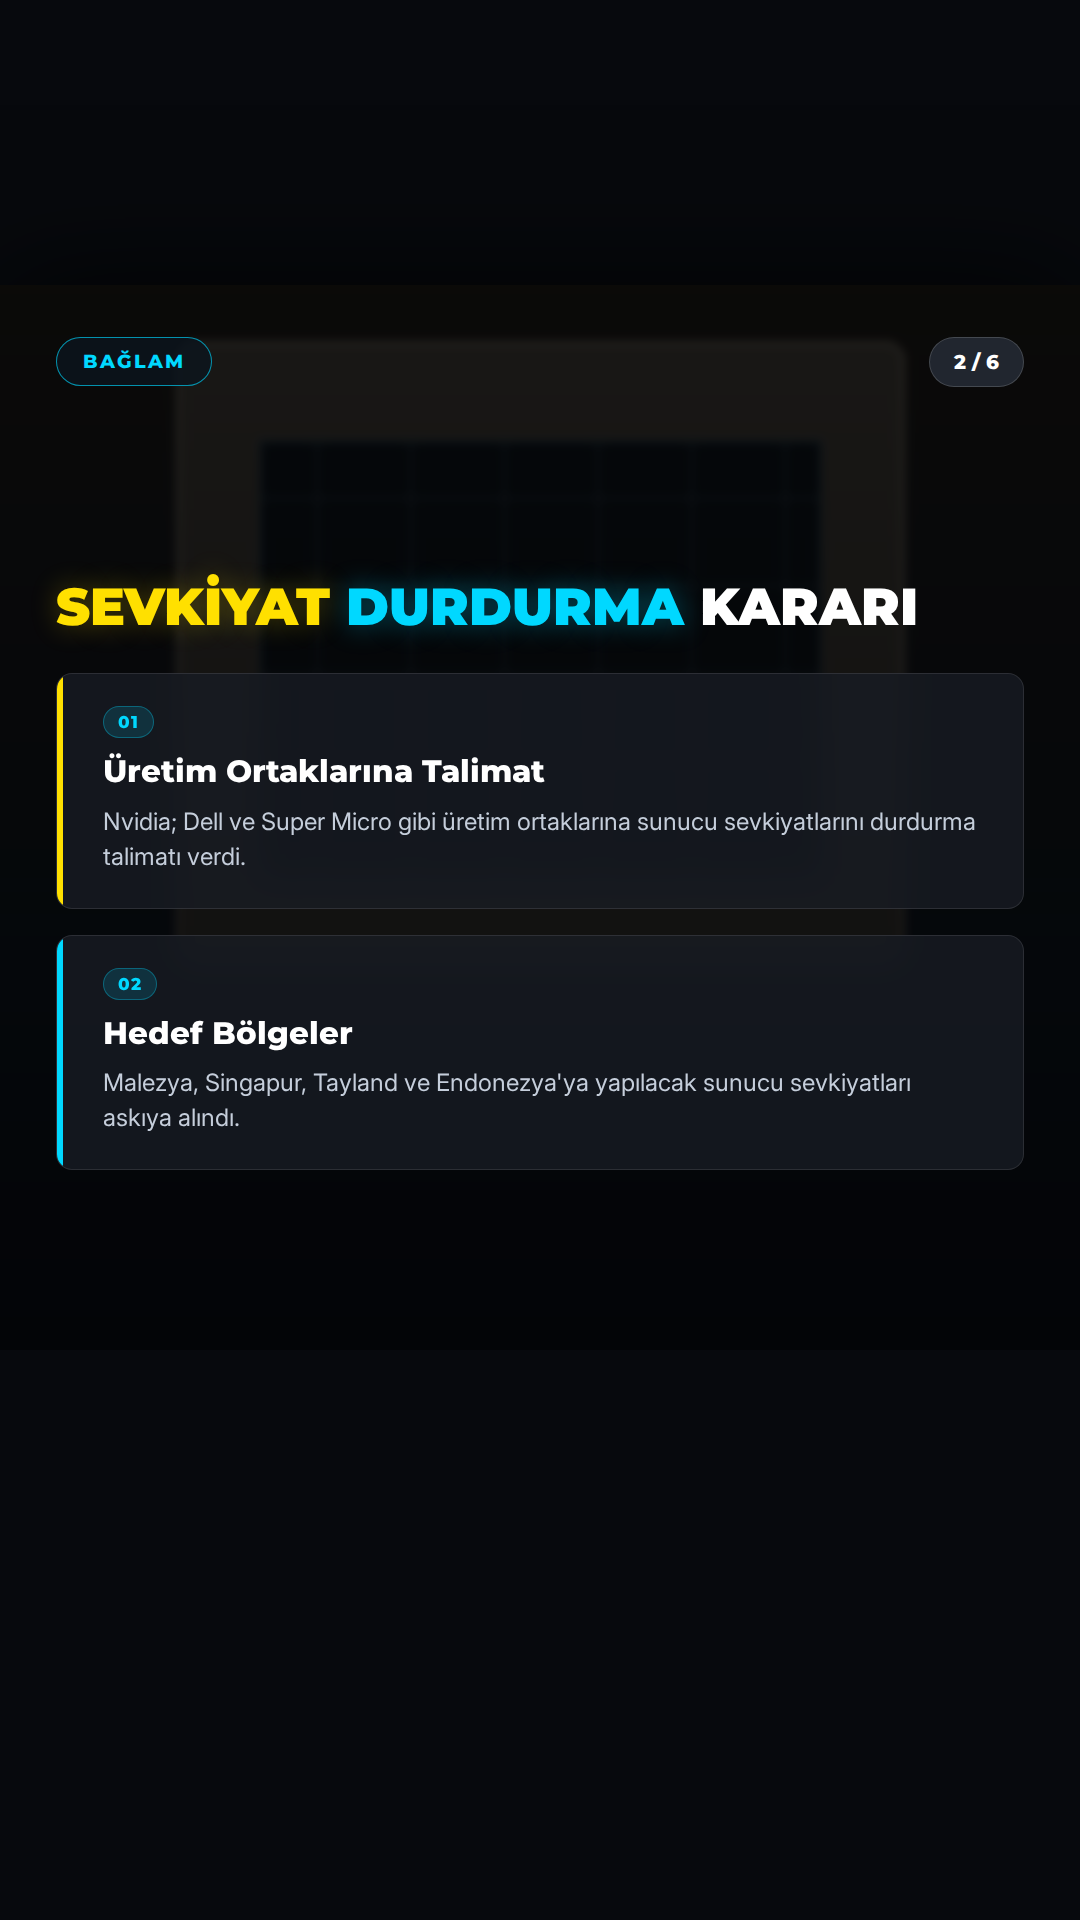 BAĞLAM
2 / 6
SEVKİYAT DURDURMA KARARI
01
Üretim Ortaklarına Talimat
Nvidia; Dell ve Super Micro gibi üretim ortaklarına sunucu sevkiyatlarını durdurma
talimatı verdi.
02
Hedef Bölgeler
Malezya, Singapur, Tayland ve Endonezya'ya yapılacak sunucu sevkiyatları
askıya alındı.